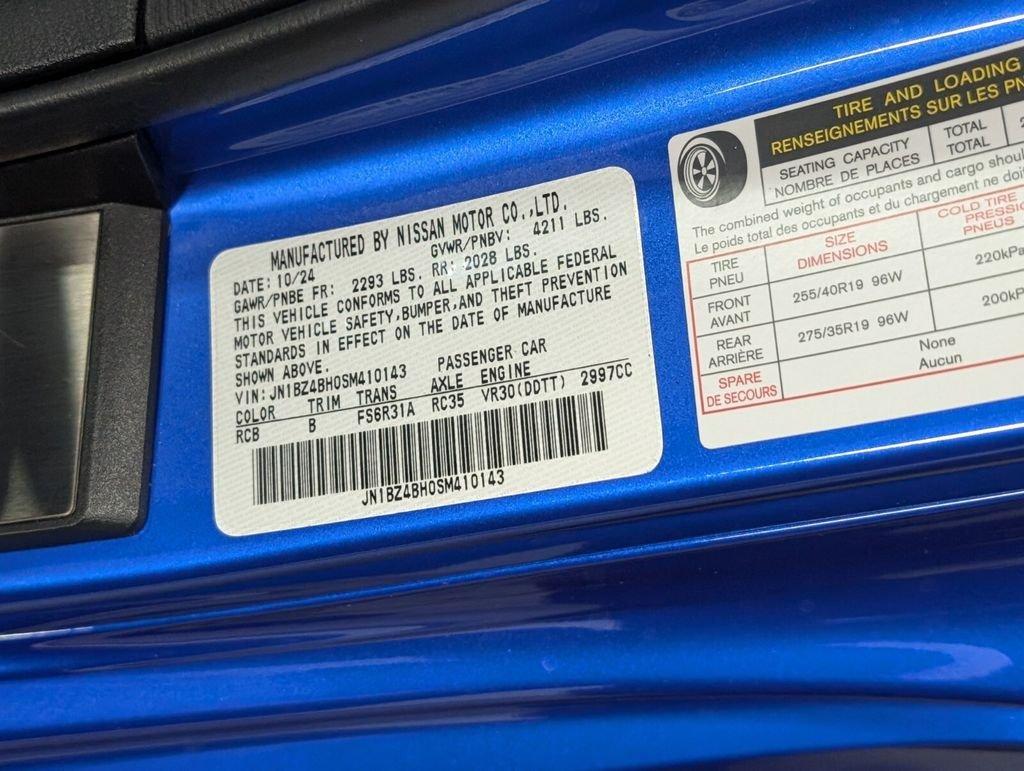 MANUFACTURED BY NISSAN MOTOR CO.,LTD.
DATE: 10/24 GVWR/PNBV: 4211 LBS.
GAWR/PNBE FR: 2293 LBS. RR: 2028 LBS.
THIS VEHICLE CONFORMS TO ALL APPLICABLE FEDERAL
MOTOR VEHICLE SAFETY,BUMPER,AND THEFT PREVENTION
STANDARDS IN EFFECT ON THE DATE OF MANUFACTURE
SHOWN ABOVE.
VIN: JN1BZ4BH0SM410143 PASSENGER CAR
COLOR TRIM TRANS AXLE ENGINE
RCB B FS6R31A RC35 VR30(DDTT) 2997CC
JN1BZ4BH0SM410143
TIRE AND LOADING
RENSEIGNEMENTS SUR LES
SEATING CAPACITY TOTAL
NOMBRE DE PLACES TOTAL
The combined weight of occupants and cargo
Le poids total des occupants et du chargement ne
TIRE SIZE COLD TIRE
PNEU DIMENSIONS PNEUS
FRONT 255/40R19 96W 220kPa
AVANT
REAR 275/35R19 96W
ARRIÈRE
SPARE None
DE SECOURS Aucun